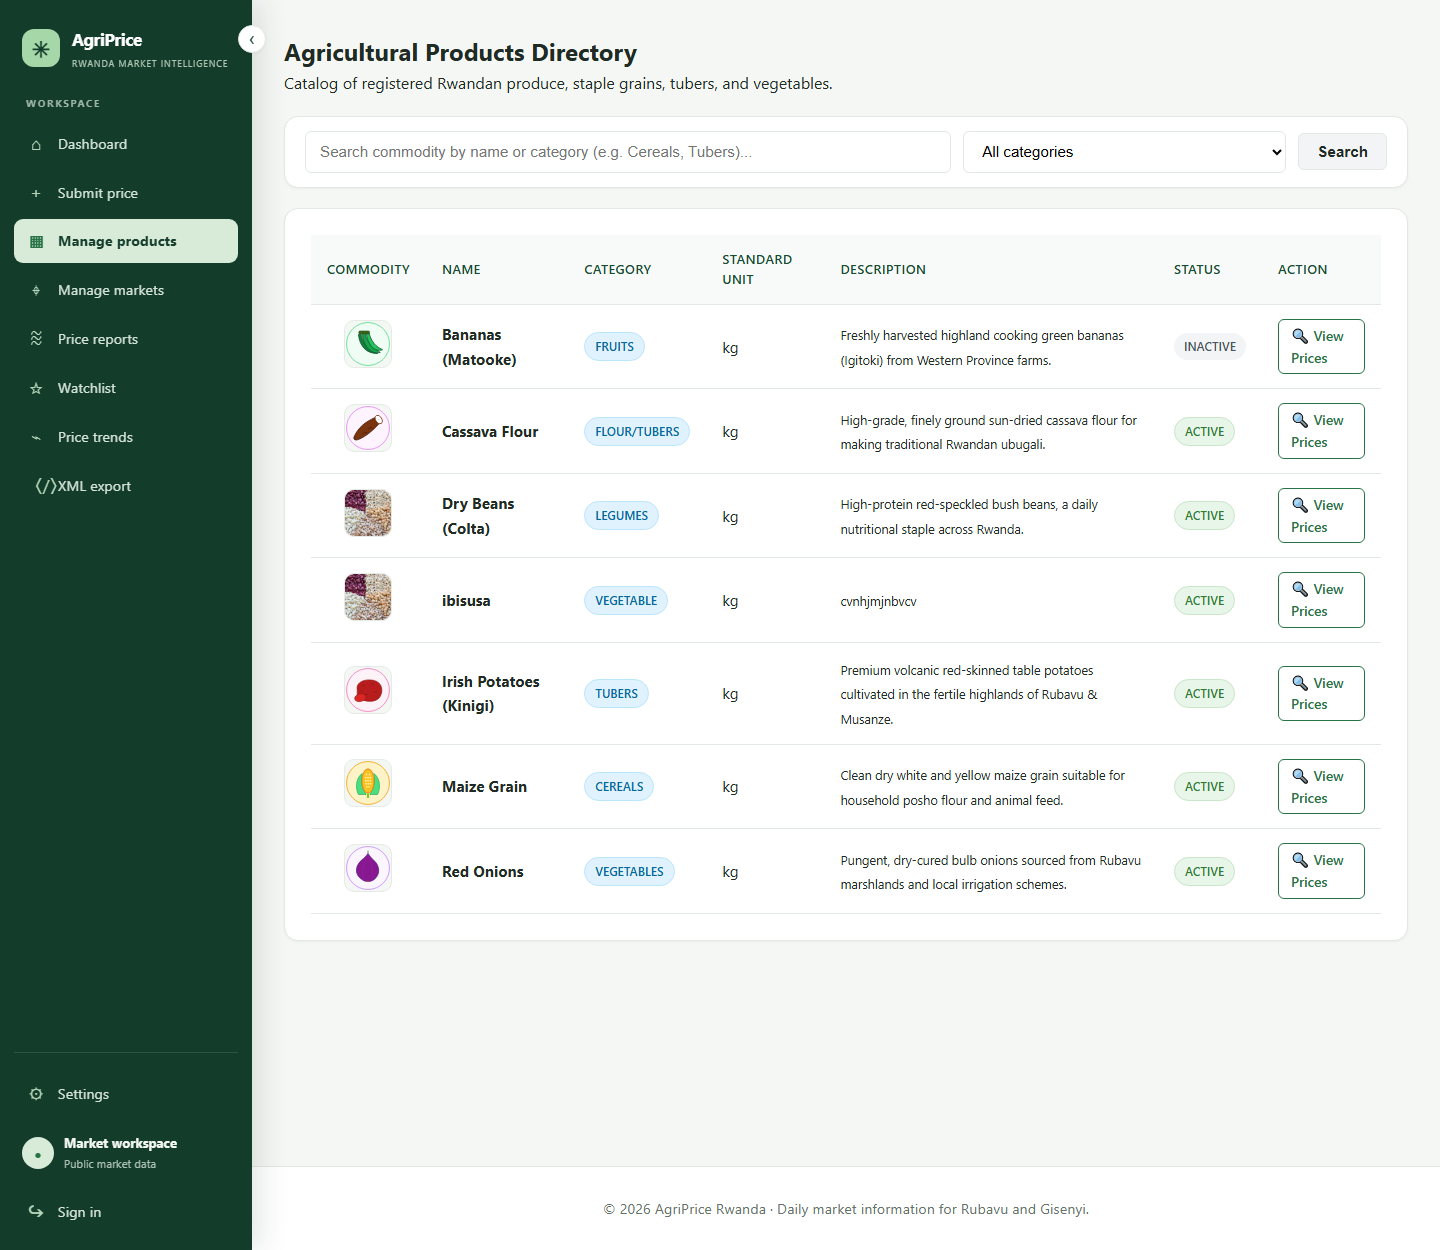 AgriPrice
RWANDA MARKET INTELLIGENCE
WORKSPACE
Dashboard
Submit price
Manage products
Manage markets
Price reports
Watchlist
Price trends
</> XML export
Settings
Market workspace
Public market data
Sign in
Agricultural Products Directory
Catalog of registered Rwandan produce, staple grains, tubers, and vegetables.
Search commodity by name or category (e.g. Cereals, Tubers)...
All categories
Search
COMMODITY NAME CATEGORY STANDARD UNIT DESCRIPTION STATUS ACTION
Bananas (Matooke)
FRUITS
kg
Freshly harvested highland cooking green bananas
(Igitoki) from Western Province farms.
INACTIVE
View Prices
Cassava Flour
FLOUR/TUBERS
kg
High-grade, finely ground sun-dried cassava flour for
making traditional Rwandan ubugali.
ACTIVE
View Prices
Dry Beans (Colta)
LEGUMES
kg
High-protein red-speckled bush beans, a daily
nutritional staple across Rwanda.
ACTIVE
View Prices
ibisusa
VEGETABLE
kg
cvnhjmjnbvcv
ACTIVE
View Prices
Irish Potatoes (Kinigi)
TUBERS
kg
Premium volcanic red-skinned table potatoes
cultivated in the fertile highlands of Rubavu &
Musanze.
ACTIVE
View Prices
Maize Grain
CEREALS
kg
Clean dry white and yellow maize grain suitable for
household posho flour and animal feed.
ACTIVE
View Prices
Red Onions
VEGETABLES
kg
Pungent, dry-cured bulb onions sourced from Rubavu
marshlands and local irrigation schemes.
ACTIVE
View Prices
© 2026 AgriPrice Rwanda · Daily market information for Rubavu and Gisenyi.